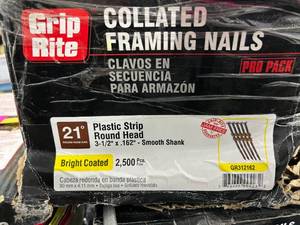 Grip
Rite
COLLATED
FRAMING NAILS
CLAVOS EN
SECUENCIA
PARA ARMAZÓN
PRO PACK
21°
Plastic Strip
Round Head
3-1/2" x .162" - Smooth Shank
Bright Coated
2,500
GR312162
Cabeza redonda en banda plástica